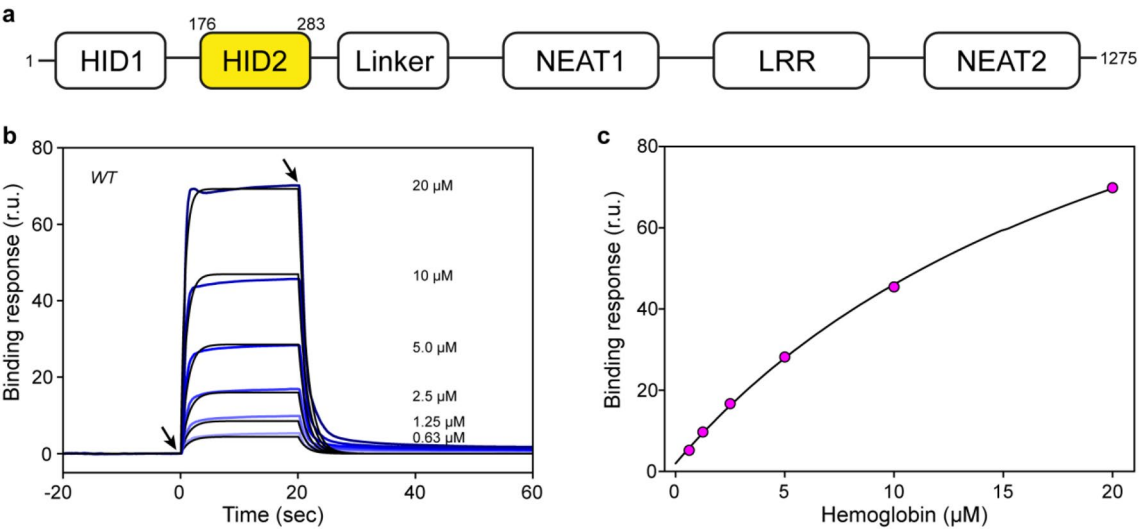 a
176 283
1 HID1 HID2 Linker NEAT1 LRR NEAT2 1275
b
WT
20 µM
10 µM
5.0 µM
2.5 µM
1.25 µM
0.63 µM
Binding response (r.u.)
80
60
40
20
0
-20 0 20 40 60
Time (sec)
c
Binding response (r.u.)
80
60
40
20
0
0 5 10 15 20
Hemoglobin (µM)